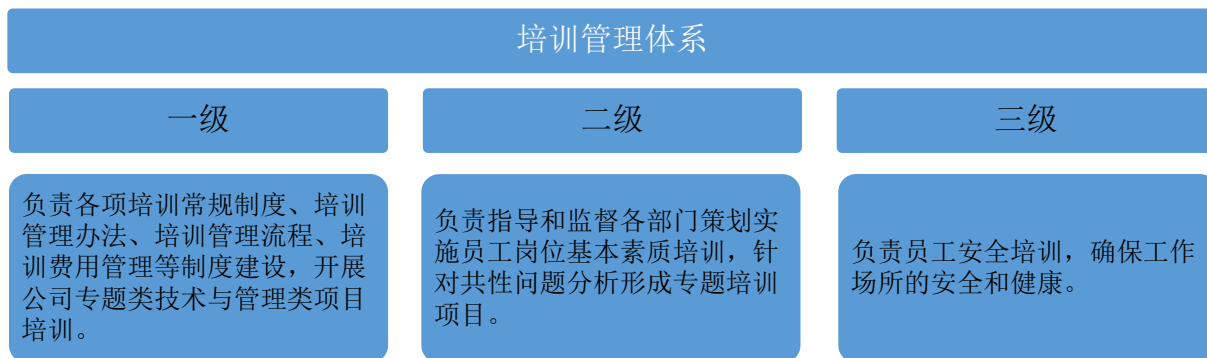 培训管理体系
一级
二级
三级
负责各项培训常规制度、培训
管理办法、培训管理流程、培
训费用管理等制度建设，开展
公司专题类技术与管理类项目
培训。
负责指导和监督各部门策划实
施员工岗位基本素质培训，针
对共性问题分析形成专题培训
项目。
负责员工安全培训，确保工作
场所的安全和健康。